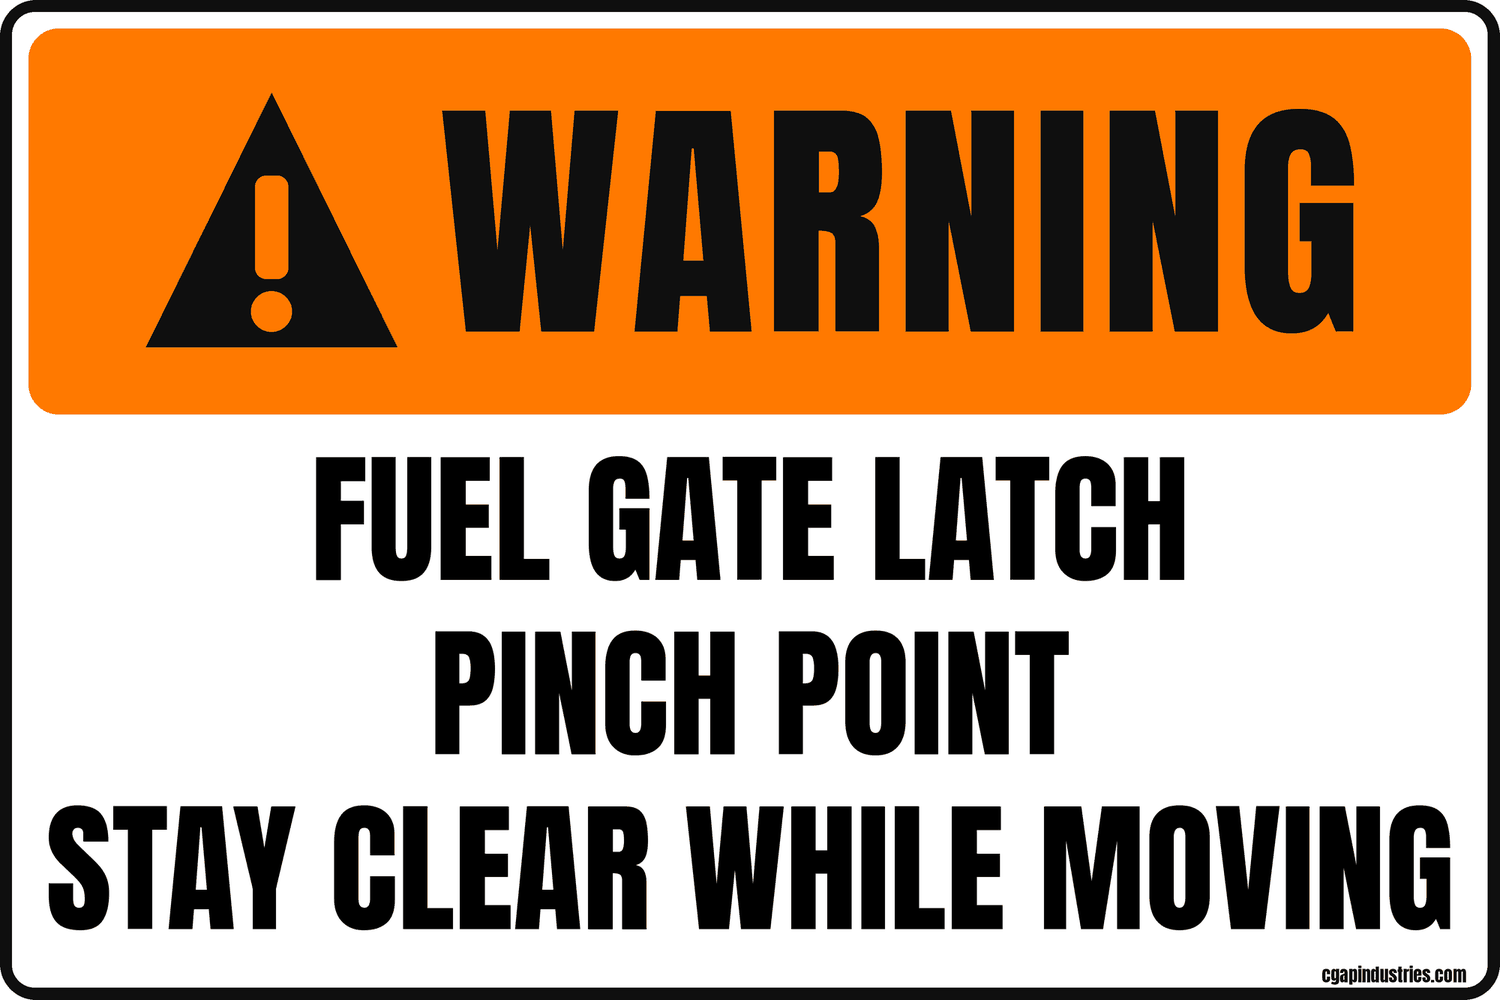 WARNING
FUEL GATE LATCH
PINCH POINT
STAY CLEAR WHILE MOVING
cgapindustries.com